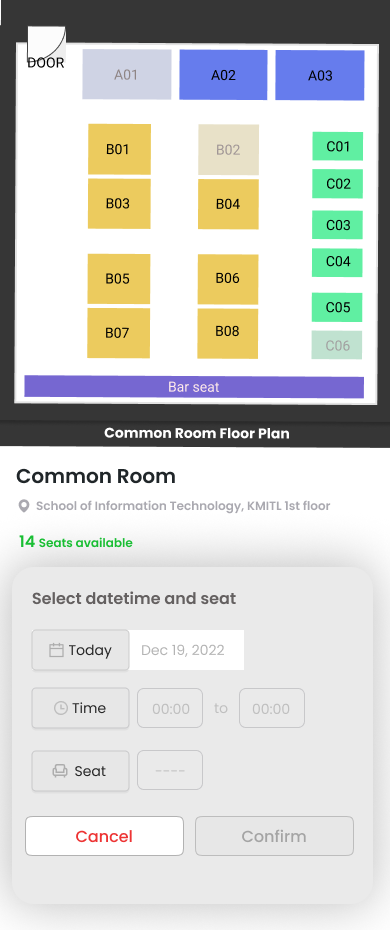 DOOR
A01 A02 A03
B01 B02 C01
C02
B03 B04
C03
C04
B05 B06
C05
B07 B08
C06
Bar seat
Common Room Floor Plan
Common Room
School of Information Technology, KMITL 1st floor
14 Seats available
Select datetime and seat
Today Dec 19, 2022
Time 00:00 to 00:00
Seat ----
Cancel Confirm